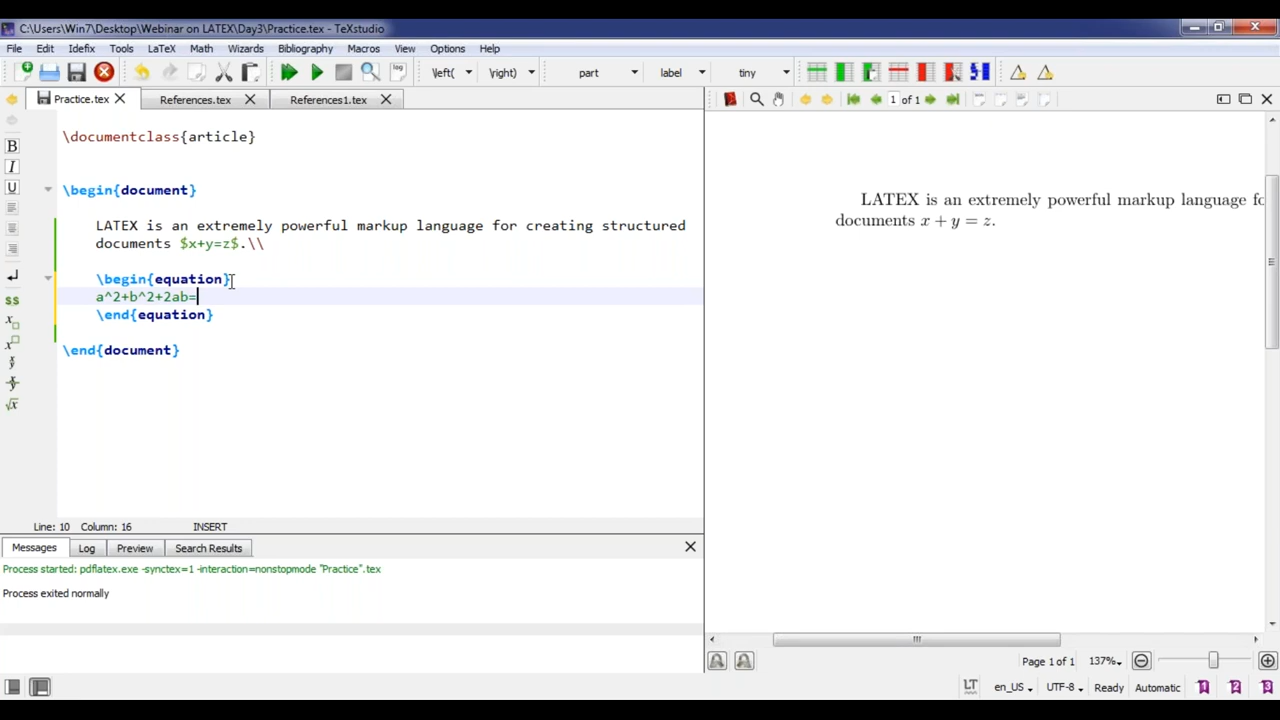 C:\Users\Win7\Desktop\Webinar on LATEX\Day3\Practice.tex - TeXstudio
File Edit Idefix Tools LaTeX Math Wizards Bibliography Macros View Options Help
\left( \right) part label tiny
Practice.tex References.tex References1.tex
1 of 1
\documentclass{article}
\begin{document}
LATEX is an extremely powerful markup language for creating structured
documents $x+y=z$.\\
\begin{equation}
a^2+b^2+2ab=
\end{equation}
\end{document}
LATEX is an extremely powerful markup language fo
documents x + y = z.
Line: 10 Column: 16 INSERT
Messages Log Preview Search Results
Process started: pdflatex.exe -synctex=1 -interaction=nonstopmode "Practice".tex
Process exited normally
Page 1 of 1 137%
LT en_US UTF-8 Ready Automatic 1 2 3